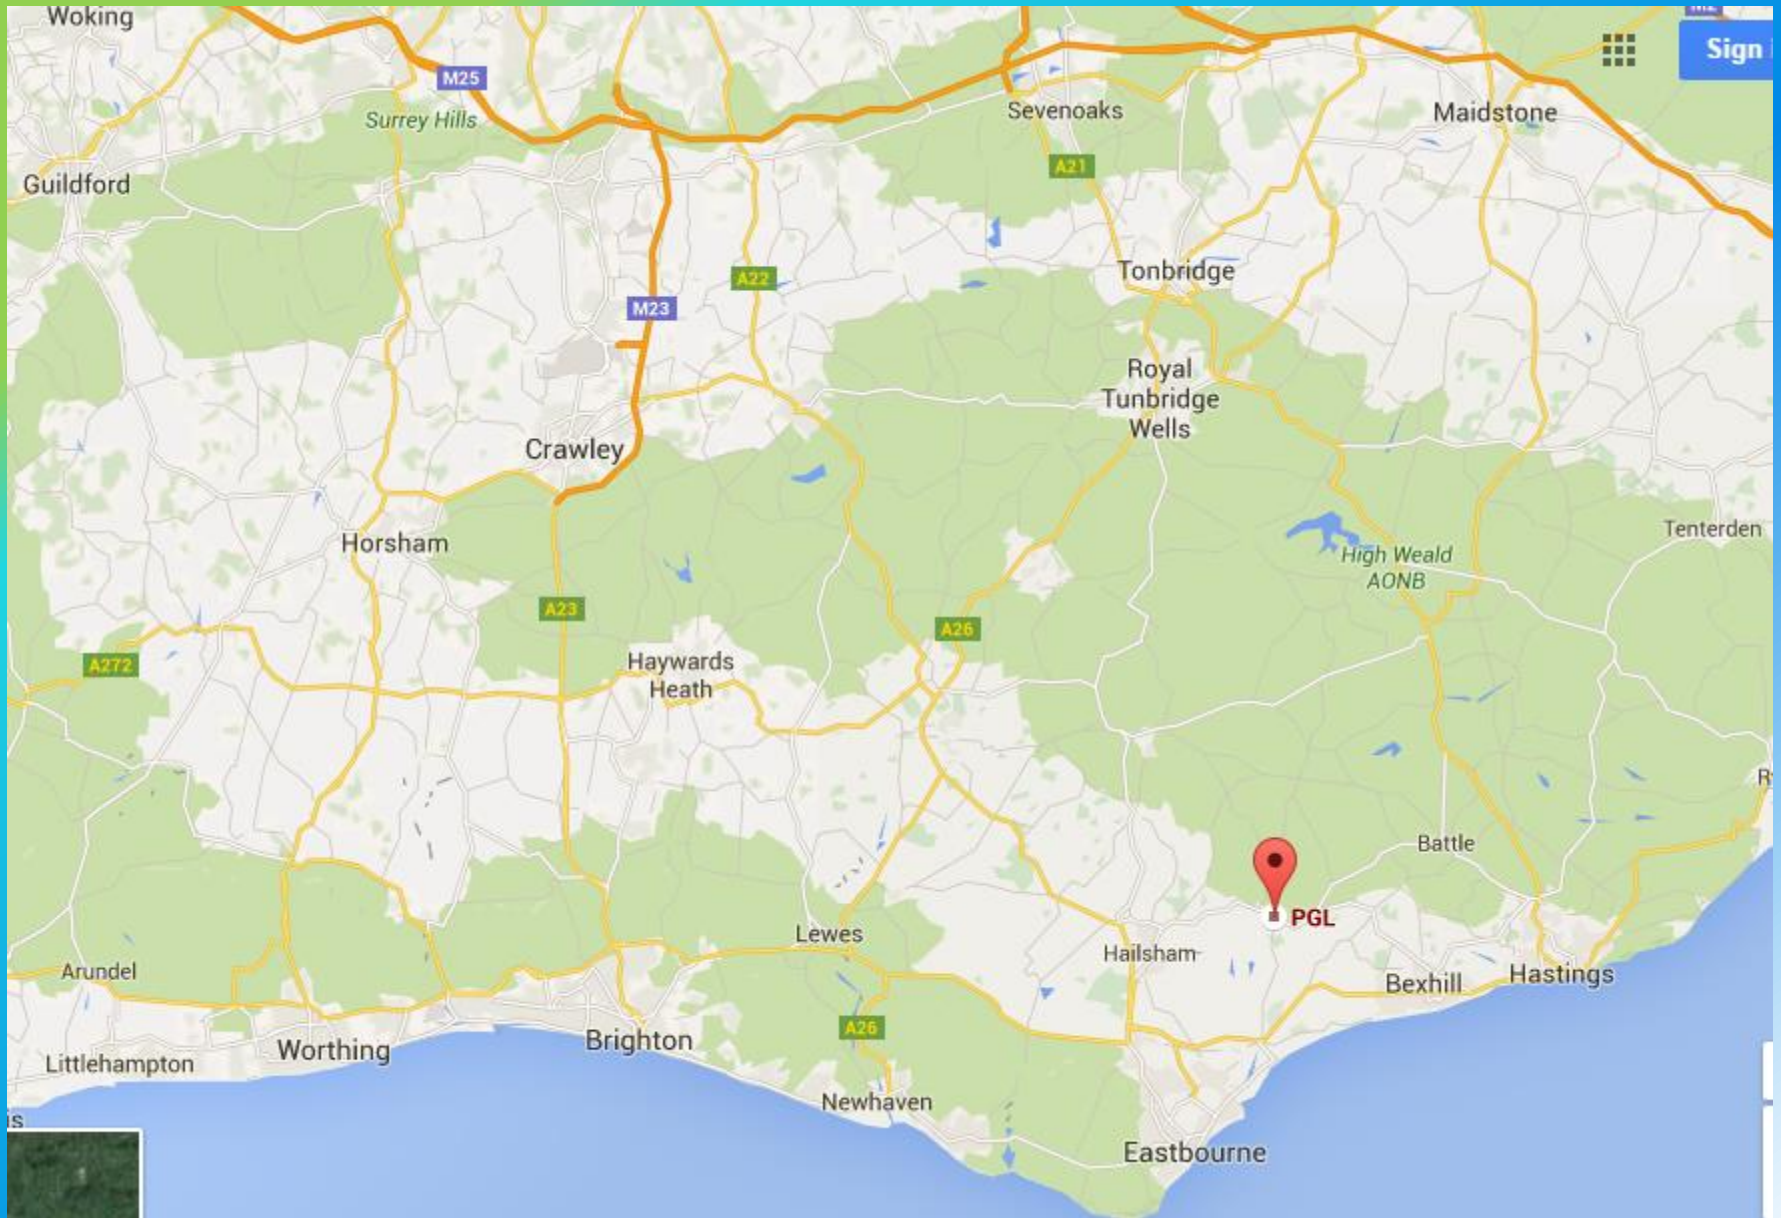 Woking
M2
Sign
M25
Surrey Hills
Sevenoaks
Maidstone
A21
Guildford
Tonbridge
A22
M23
Royal
Tunbridge
Wells
Crawley
Horsham
Tenterden
High Weald
AONB
A23
A26
A272
Haywards
Heath
Battle
PGL
Lewes
Hailsham
Arundel
Bexhill
Hastings
A26
Brighton
Worthing
Littlehampton
Newhaven
Eastbourne